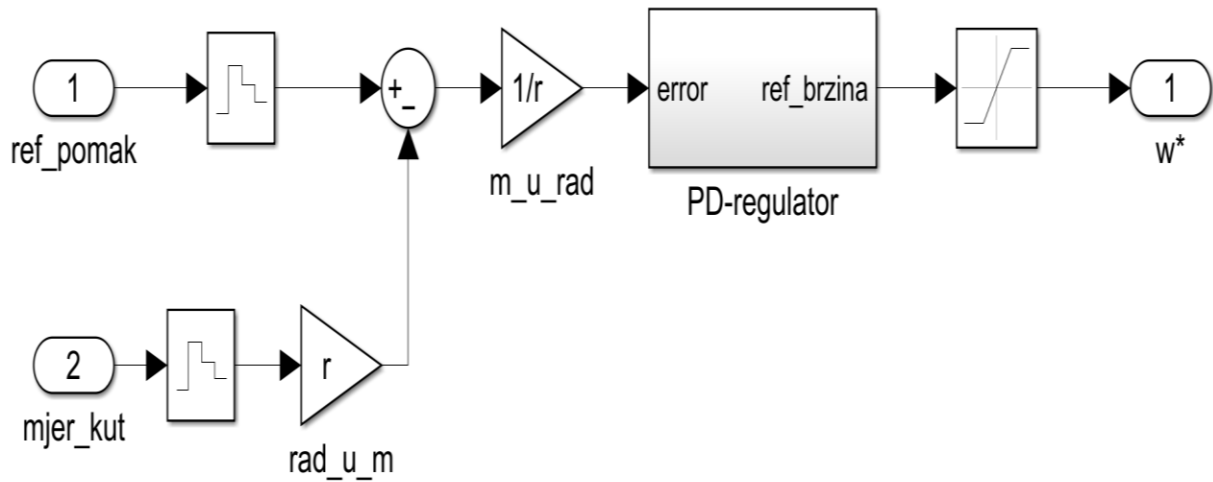 1
ref_pomak
+
–
1/r
m_u_rad
error
ref_brzina
PD-regulator
1
w*
2
mjer_kut
r
rad_u_m